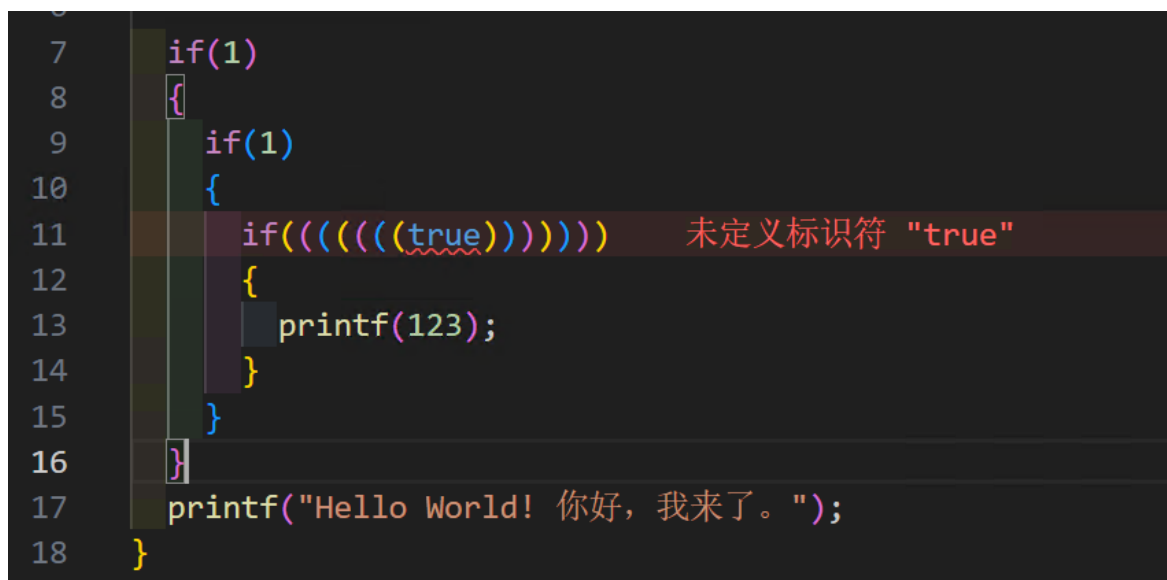 7 if(1)
8 {
9 if(1)
10 {
11 if(((((((true))))))) 未定义标识符 "true"
12 {
13 printf(123);
14 }
15 }
16 }
17 printf("Hello World! 你好，我来了。");
18 }